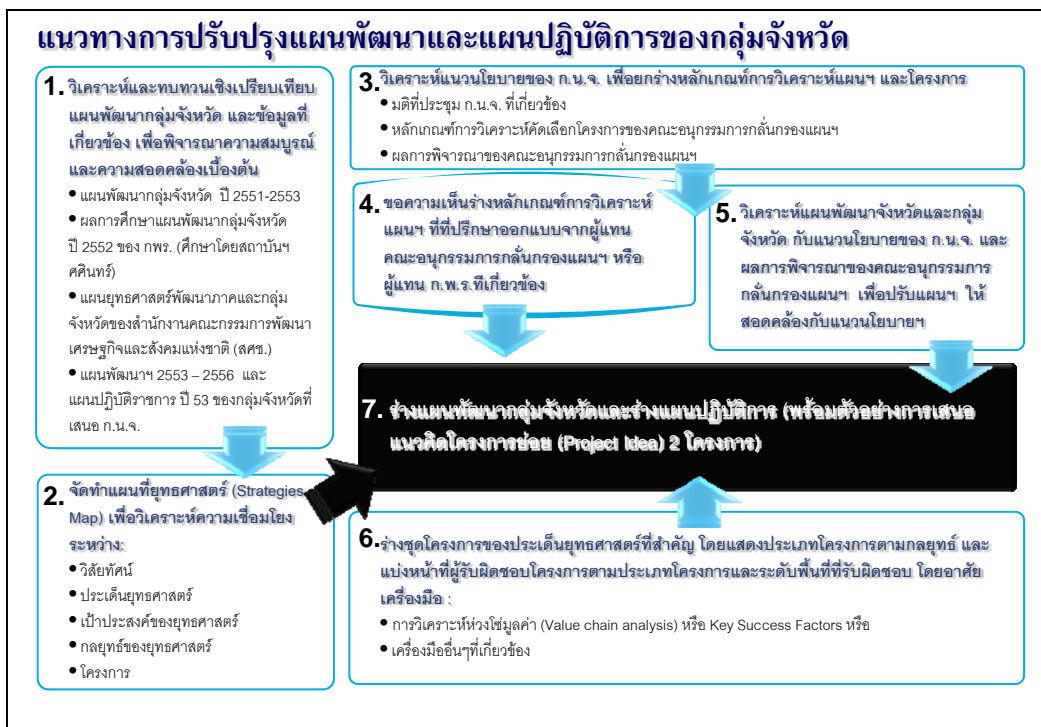 แนวทางการปรับปรุงแผนพัฒนาและแผนปฏิบัติการของกลุ่มจังหวัด
1. วิเคราะห์และทบทวนเชิงเปรียบเทียบ
แผนพัฒนากลุ่มจังหวัด และข้อมูลที่
เกี่ยวข้อง เพื่อพิจารณาความสมบูรณ์
และความสอดคล้องเบื้องต้น
• แผนพัฒนากลุ่มจังหวัด ปี 2551-2553
• ผลการศึกษาแผนพัฒนากลุ่มจังหวัด
ปี 2552 ของ กพร. (ศึกษาโดยสถาบันฯ
ศศินทร์)
• แผนยุทธศาสตร์พัฒนาภาคและกลุ่ม
จังหวัดของสำนักงานคณะกรรมการพัฒนา
เศรษฐกิจและสังคมแห่งชาติ (สศช.)
• แผนพัฒนาฯ 2553 – 2556 และ
แผนปฏิบัติราชการ ปี 53 ของกลุ่มจังหวัดที่
เสนอ ก.น.จ.
2. จัดทำแผนที่ยุทธศาสตร์ (Strategies
Map) เพื่อวิเคราะห์ความเชื่อมโยง
ระหว่าง:
• วิสัยทัศน์
• ประเด็นยุทธศาสตร์
• เป้าประสงค์ของยุทธศาสตร์
• กลยุทธ์ของยุทธศาสตร์
• โครงการ
3. วิเคราะห์แนวนโยบายของ ก.น.จ. เพื่อยกร่างหลักเกณฑ์การวิเคราะห์แผนฯ และโครงการ
• มติที่ประชุม ก.น.จ. ที่เกี่ยวข้อง
• หลักเกณฑ์การวิเคราะห์คัดเลือกโครงการของคณะอนุกรรมการกลั่นกรองแผนฯ
• ผลการพิจารณาของคณะอนุกรรมการกลั่นกรองแผนฯ
4. ขอความเห็นร่างหลักเกณฑ์การวิเคราะห์
แผนฯ ที่ที่ปรึกษาออกแบบจากผู้แทน
คณะอนุกรรมการกลั่นกรองแผนฯ หรือ
ผู้แทน ก.พ.ร.ทีเกี่ยวข้อง
5. วิเคราะห์แผนพัฒนาจังหวัดและกลุ่ม
จังหวัด กับแนวนโยบายของ ก.น.จ. และ
ผลการพิจารณาของคณะอนุกรรมการ
กลั่นกรองแผนฯ เพื่อปรับแผนฯ ให้
สอดคล้องกับแนวนโยบายฯ
7. ร่างแผนพัฒนากลุ่มจังหวัดและร่างแผนปฏิบัติการ (พร้อมตัวอย่างการเสนอ
แนวคิดโครงการย่อย (Project Idea) 2 โครงการ)
6. ร่างชุดโครงการของประเด็นยุทธศาสตร์ที่สำคัญ โดยแสดงประเภทโครงการตามกลยุทธ์ และ
แบ่งหน้าที่ผู้รับผิดชอบโครงการตามประเภทโครงการและระดับพื้นที่ที่รับผิดชอบ โดยอาศัย
เครื่องมือ :
• การวิเคราะห์ห่วงโซ่มูลค่า (Value chain analysis) หรือ Key Success Factors หรือ
• เครื่องมืออื่นๆที่เกี่ยวข้อง